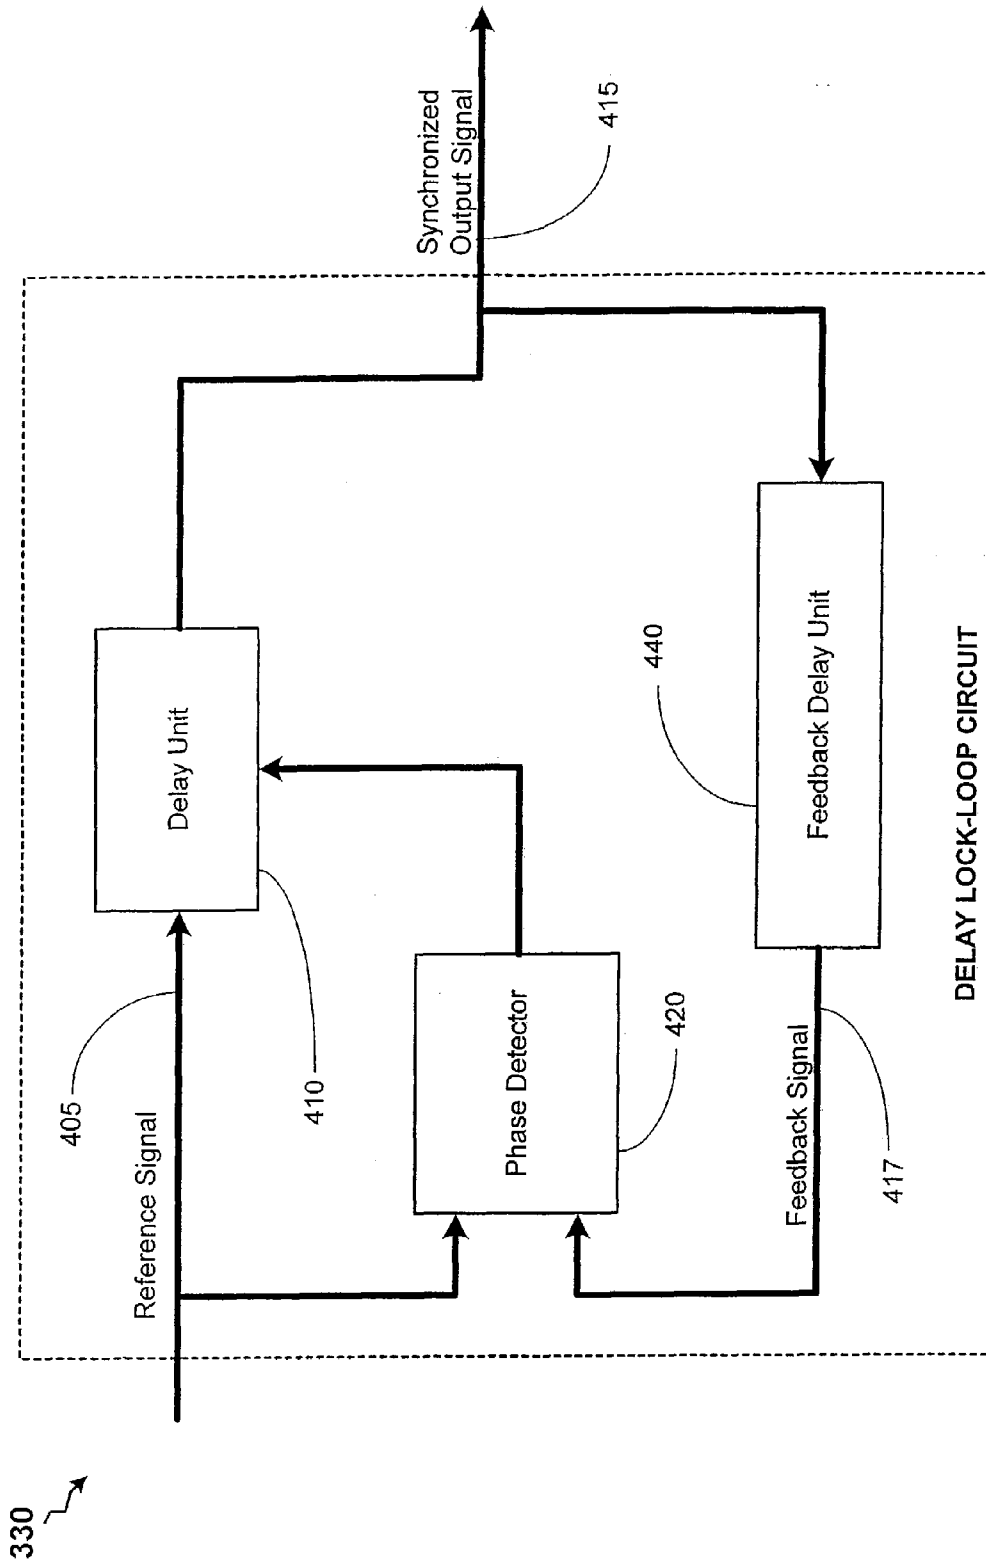 330
Reference Signal
405
410
Delay Unit
Synchronized
Output Signal
415
Phase Detector
420
440
Feedback Signal
417
Feedback Delay Unit
DELAY LOCK-LOOP CIRCUIT